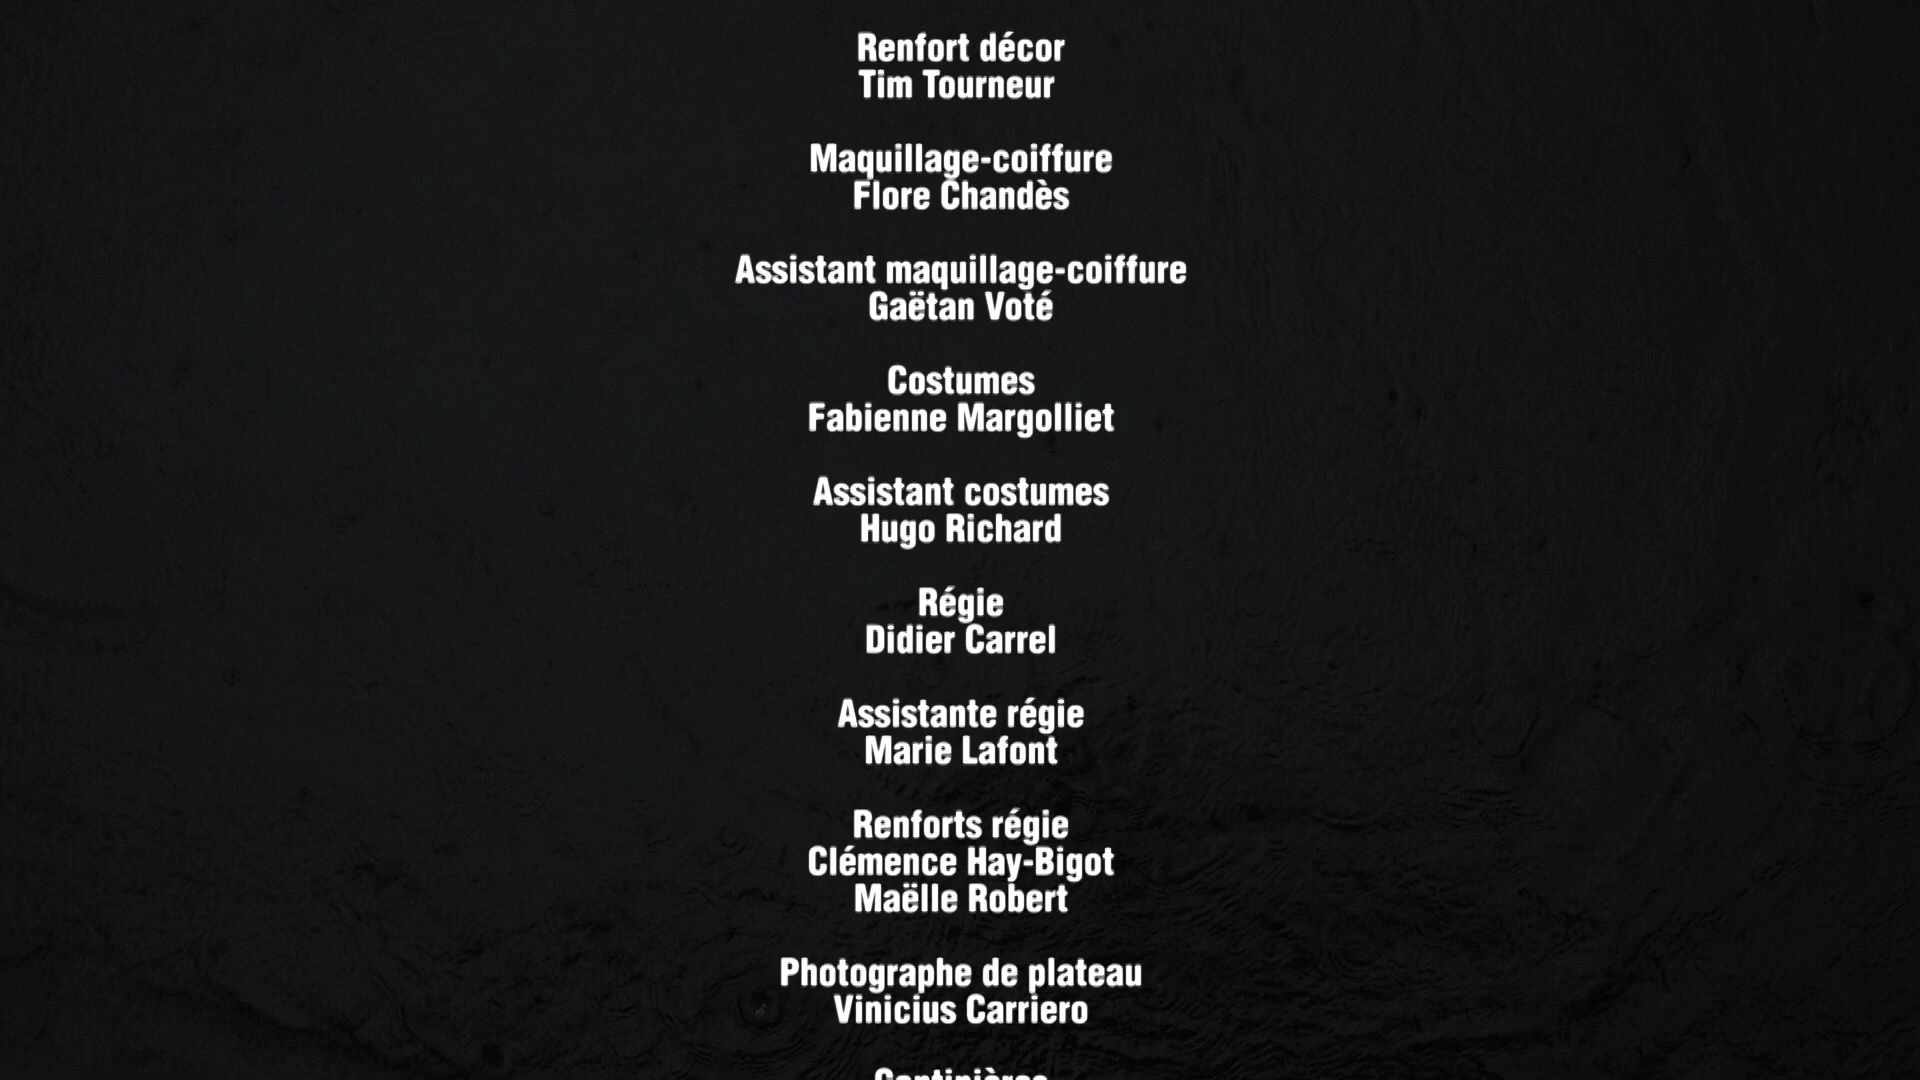 Renfort décor
Tim Tourneur
Maquillage-coiffure
Flore Chandès
Assistant maquillage-coiffure
Gaëtan Voté
Costumes
Fabienne Margolliet
Assistant costumes
Hugo Richard
Régie
Didier Carrel
Assistante régie
Marie Lafont
Renforts régie
Clémence Hay-Bigot
Maëlle Robert
Photographe de plateau
Vinicius Carriero
Cantinières